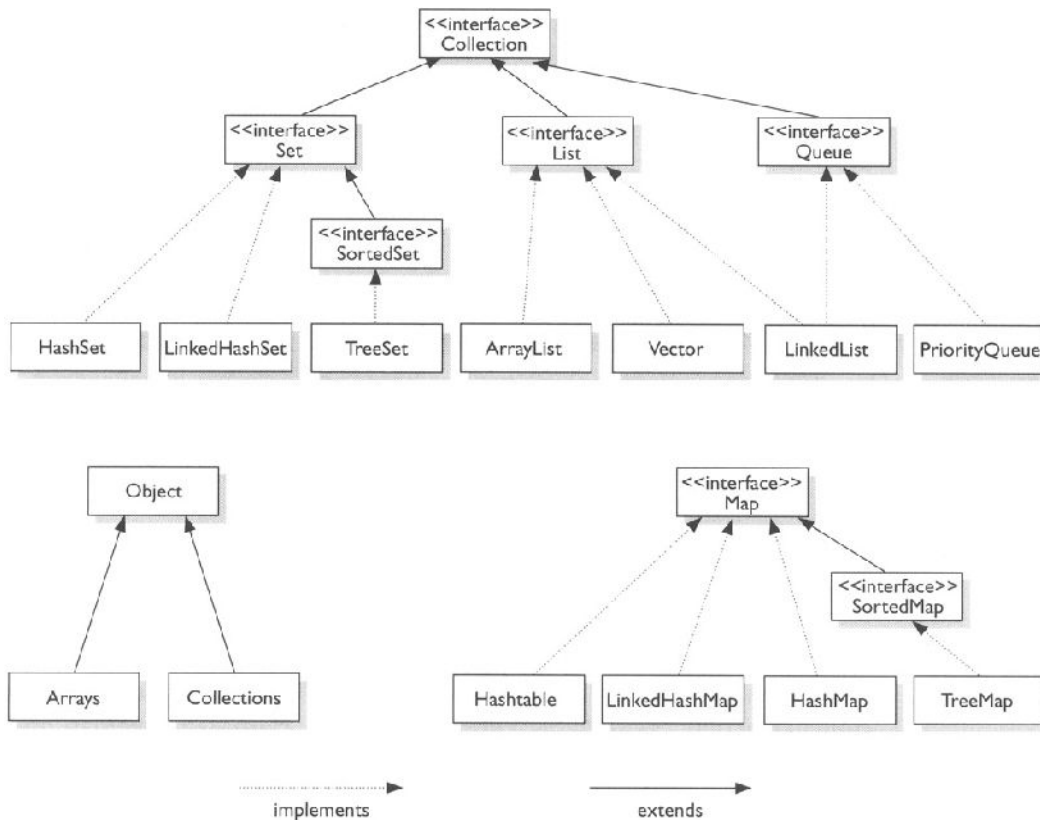 <<interface>>
Collection
<<interface>>
Set
<<interface>>
List
<<interface>>
Queue
<<interface>>
SortedSet
HashSet
LinkedHashSet
TreeSet
ArrayList
Vector
LinkedList
PriorityQueue
Object
<<interface>>
Map
<<interface>>
SortedMap
Arrays
Collections
Hashtable
LinkedHashMap
HashMap
TreeMap
implements
extends